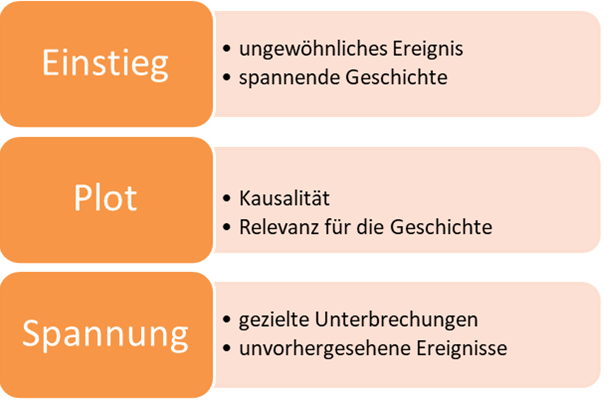 Einstieg
• ungewöhnliches Ereignis
• spannende Geschichte
Plot
• Kausalität
• Relevanz für die Geschichte
Spannung
• gezielte Unterbrechungen
• unvorhergesehene Ereignisse